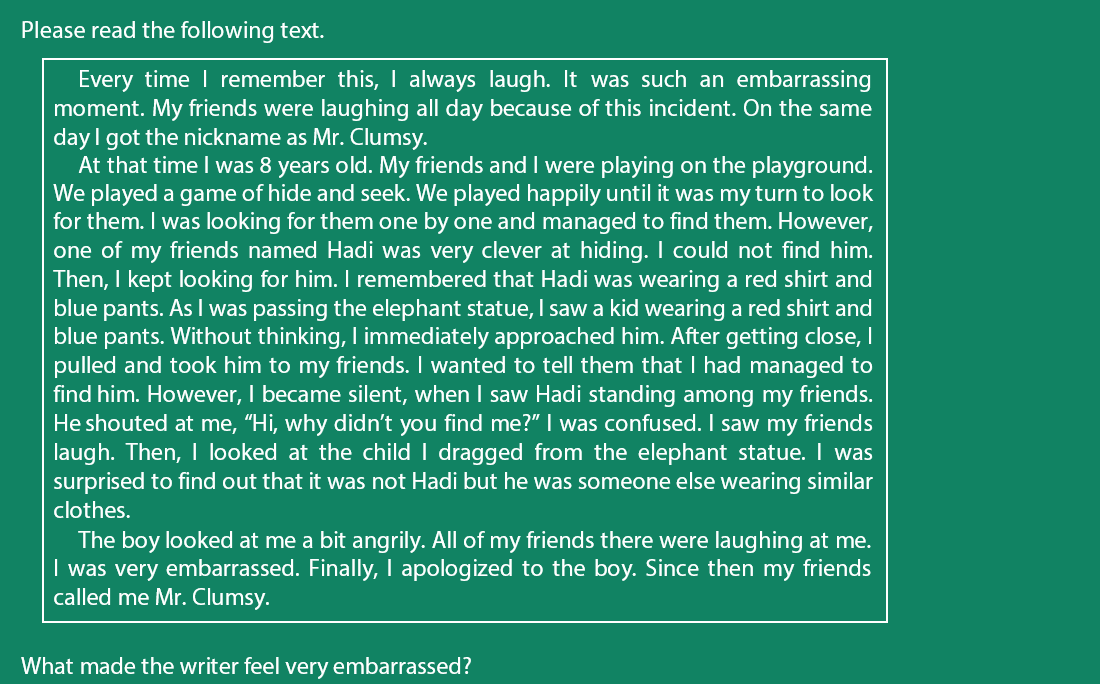 Please read the following text.
Every time I remember this, I always laugh. It was such an embarrassing
moment. My friends were laughing all day because of this incident. On the same
day I got the nickname as Mr. Clumsy.
At that time I was 8 years old. My friends and I were playing on the playground.
We played a game of hide and seek. We played happily until it was my turn to look
for them. I was looking for them one by one and managed to find them. However,
one of my friends named Hadi was very clever at hiding. I could not find him.
Then, I kept looking for him. I remembered that Hadi was wearing a red shirt and
blue pants. As I was passing the elephant statue, I saw a kid wearing a red shirt and
blue pants. Without thinking, I immediately approached him. After getting close, I
pulled and took him to my friends. I wanted to tell them that I had managed to
find him. However, I became silent, when I saw Hadi standing among my friends.
He shouted at me, “Hi, why didn’t you find me?” I was confused. I saw my friends
laugh. Then, I looked at the child I dragged from the elephant statue. I was
surprised to find out that it was not Hadi but he was someone else wearing similar
clothes.
The boy looked at me a bit angrily. All of my friends there were laughing at me.
I was very embarrassed. Finally, I apologized to the boy. Since then my friends
called me Mr. Clumsy.
What made the writer feel very embarrassed?